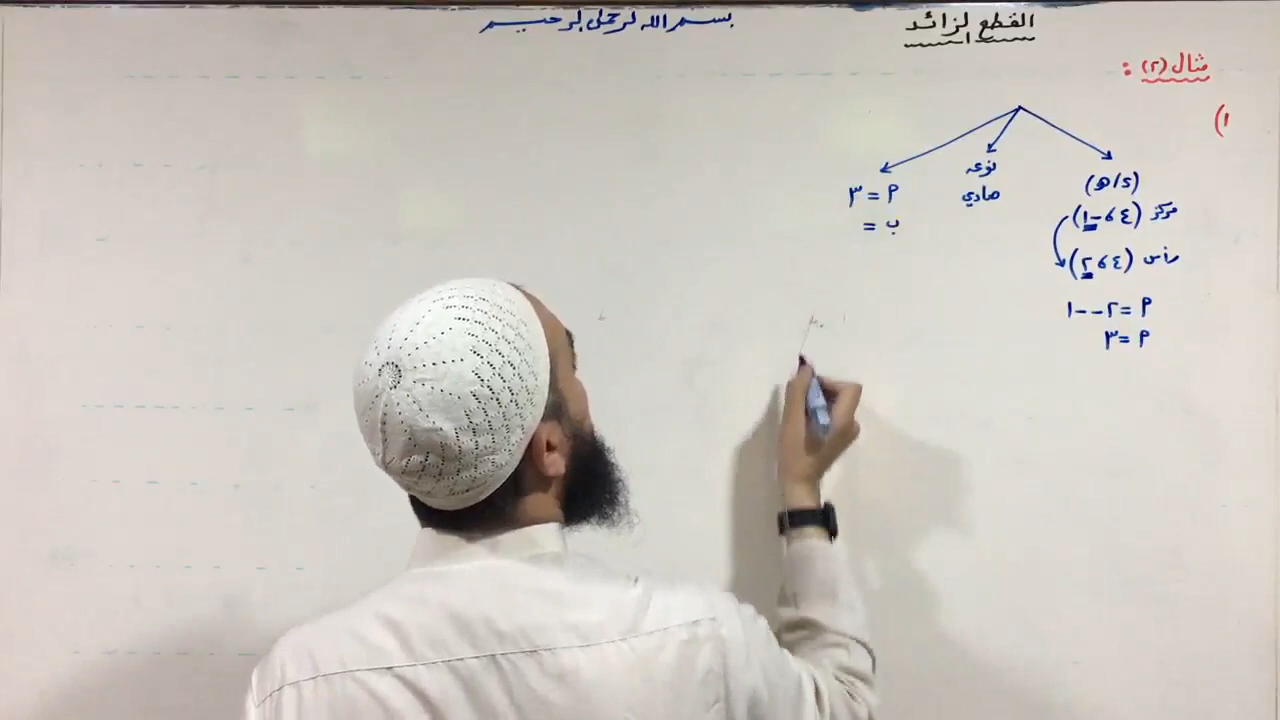 بسم الله الرحمن الرحيم
القطع الزائد
مثال (٢) :
١)
(د/هـ)
مركز (٤، -١)
رأس (٤، ٢)
م = ٢ - - ١
م = ٣
نوعه
صادي
م = ٣
ب =